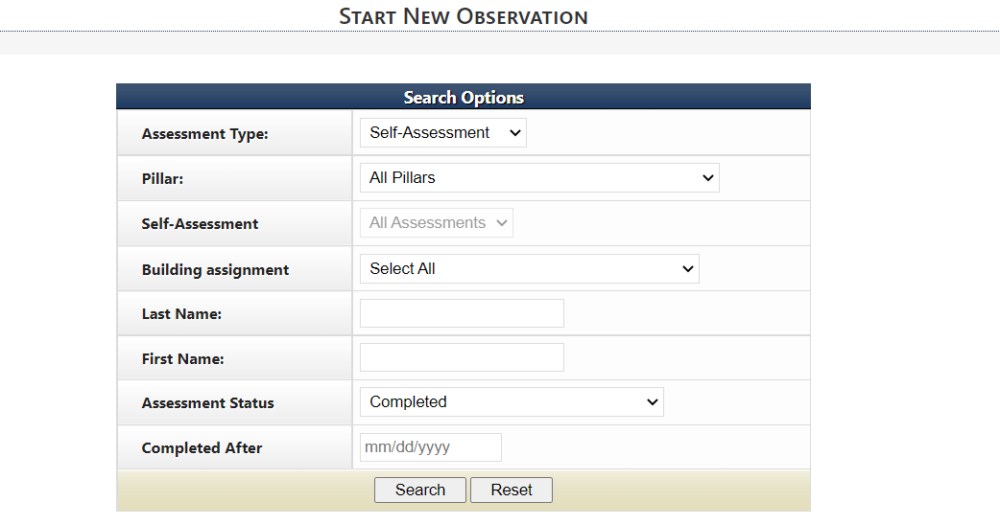 Start New Observation
Search Options
Assessment Type: Self-Assessment
Pillar: All Pillars
Self-Assessment All Assessments
Building assignment Select All
Last Name:
First Name:
Assessment Status Completed
Completed After mm/dd/yyyy
Search Reset